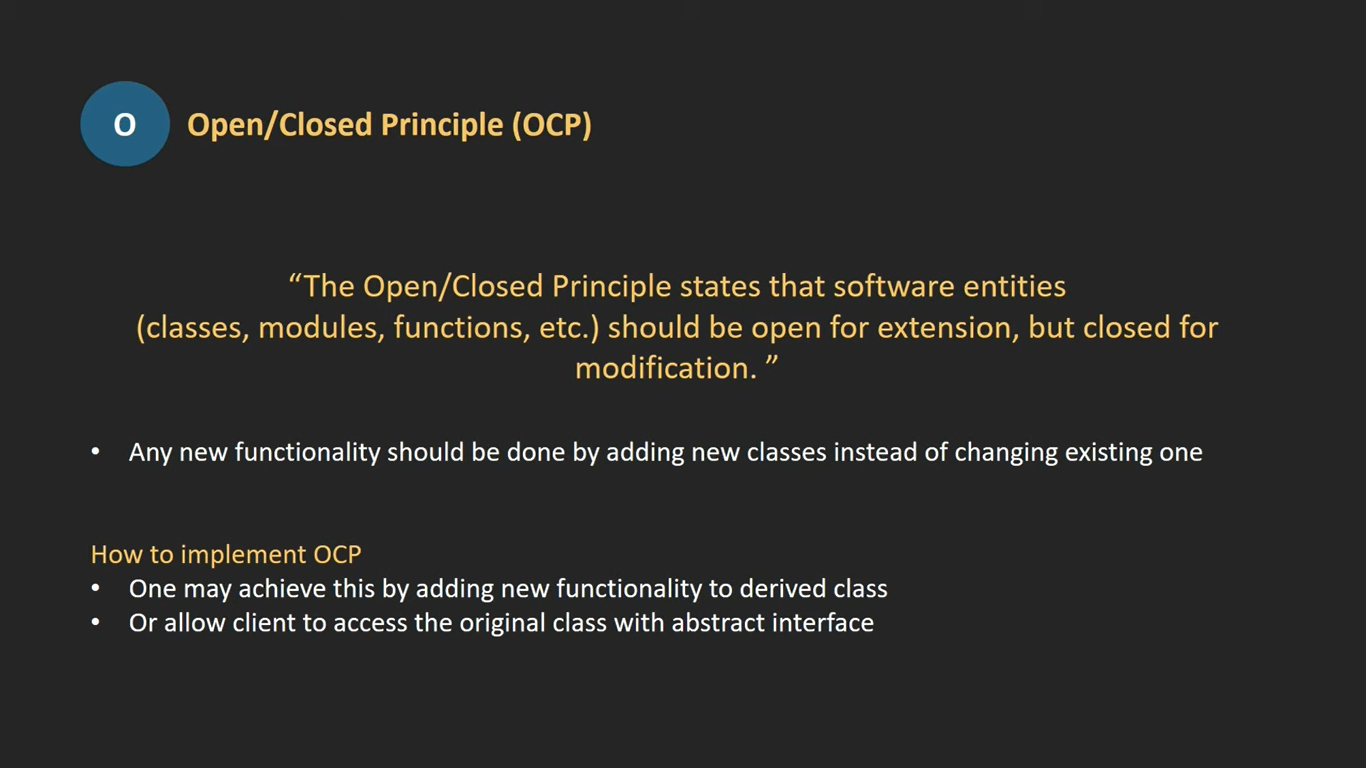 O
Open/Closed Principle (OCP)
“The Open/Closed Principle states that software entities
(classes, modules, functions, etc.) should be open for extension, but closed for
modification. ”
• Any new functionality should be done by adding new classes instead of changing existing one
How to implement OCP
• One may achieve this by adding new functionality to derived class
• Or allow client to access the original class with abstract interface